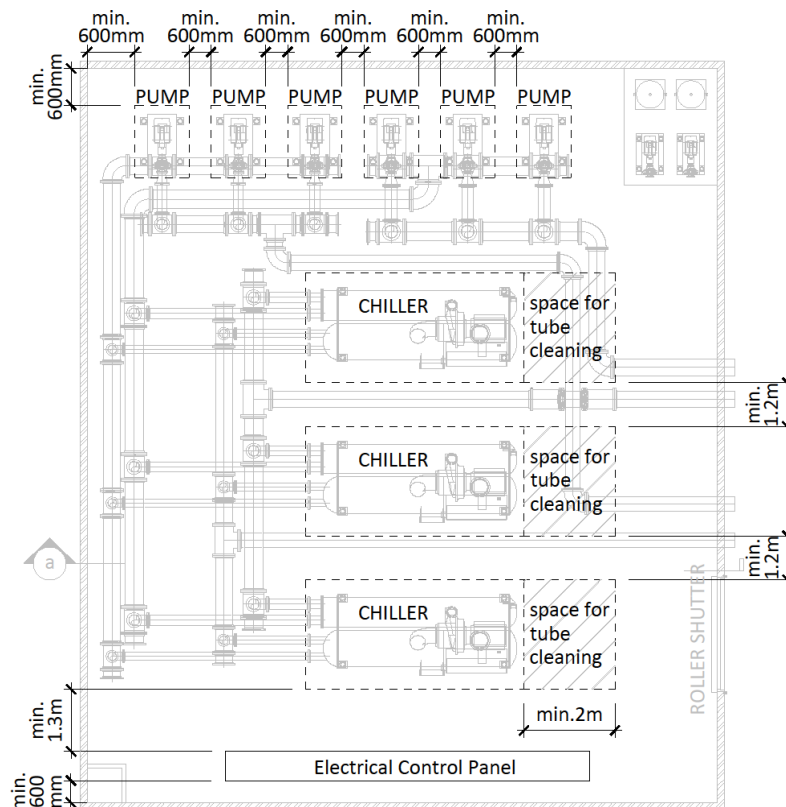 min.
600mm
min.
600mm
min.
600mm
min.
600mm
min.
600mm
min.
600mm
min.
600mm
PUMP
PUMP
PUMP
PUMP
PUMP
PUMP
CHILLER
space for
tube
cleaning
min.
1.2m
CHILLER
space for
tube
cleaning
min.
1.2m
a
CHILLER
space for
tube
cleaning
ROLLER SHUTTER
min.
1.3m
min.2m
Electrical Control Panel
min.
600
mm